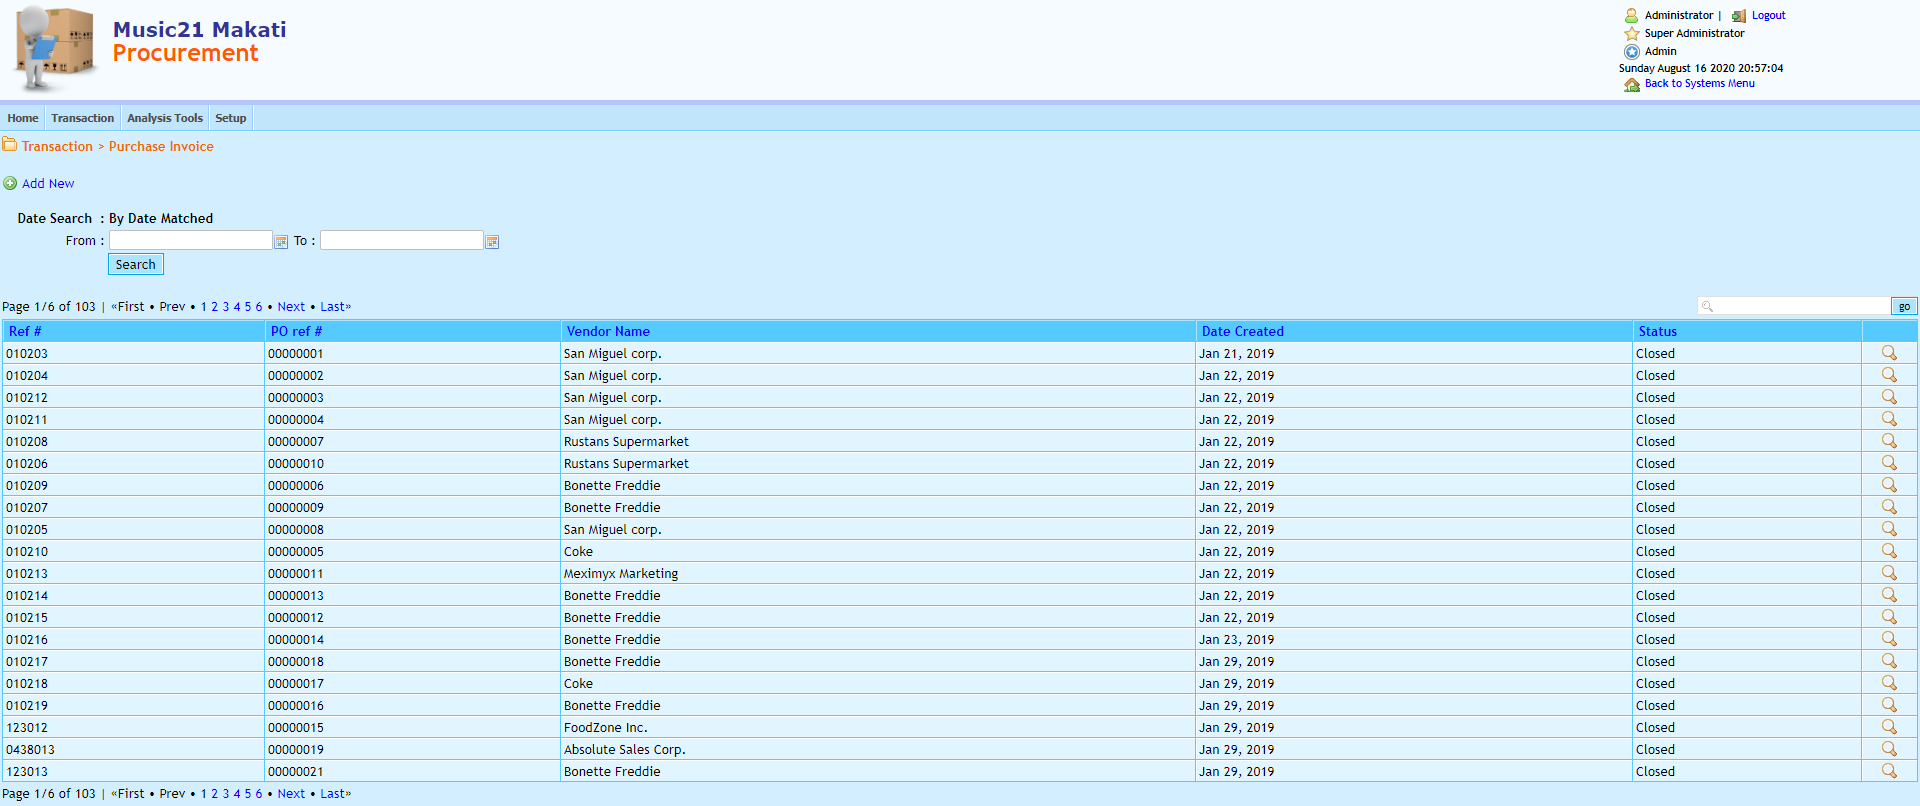 Music21 Makati
Procurement
Administrator | Logout
Super Administrator
Admin
Sunday August 16 2020 20:57:04
Back to Systems Menu
Home Transaction Analysis Tools Setup
Transaction > Purchase Invoice
Add New
Date Search : By Date Matched
From : To :
Search
Page 1/6 of 103 | «First • Prev • 1 2 3 4 5 6 • Next • Last»
go
Ref # PO ref # Vendor Name Date Created Status
010203 00000001 San Miguel corp. Jan 21, 2019 Closed
010204 00000002 San Miguel corp. Jan 22, 2019 Closed
010212 00000003 San Miguel corp. Jan 22, 2019 Closed
010211 00000004 San Miguel corp. Jan 22, 2019 Closed
010208 00000007 Rustans Supermarket Jan 22, 2019 Closed
010206 00000010 Rustans Supermarket Jan 22, 2019 Closed
010209 00000006 Bonette Freddie Jan 22, 2019 Closed
010207 00000009 Bonette Freddie Jan 22, 2019 Closed
010205 00000008 San Miguel corp. Jan 22, 2019 Closed
010210 00000005 Coke Jan 22, 2019 Closed
010213 00000011 Meximyx Marketing Jan 22, 2019 Closed
010214 00000013 Bonette Freddie Jan 22, 2019 Closed
010215 00000012 Bonette Freddie Jan 22, 2019 Closed
010216 00000014 Bonette Freddie Jan 23, 2019 Closed
010217 00000018 Bonette Freddie Jan 29, 2019 Closed
010218 00000017 Coke Jan 29, 2019 Closed
010219 00000016 Bonette Freddie Jan 29, 2019 Closed
123012 00000015 FoodZone Inc. Jan 29, 2019 Closed
0438013 00000019 Absolute Sales Corp. Jan 29, 2019 Closed
123013 00000021 Bonette Freddie Jan 29, 2019 Closed
Page 1/6 of 103 | «First • Prev • 1 2 3 4 5 6 • Next • Last»